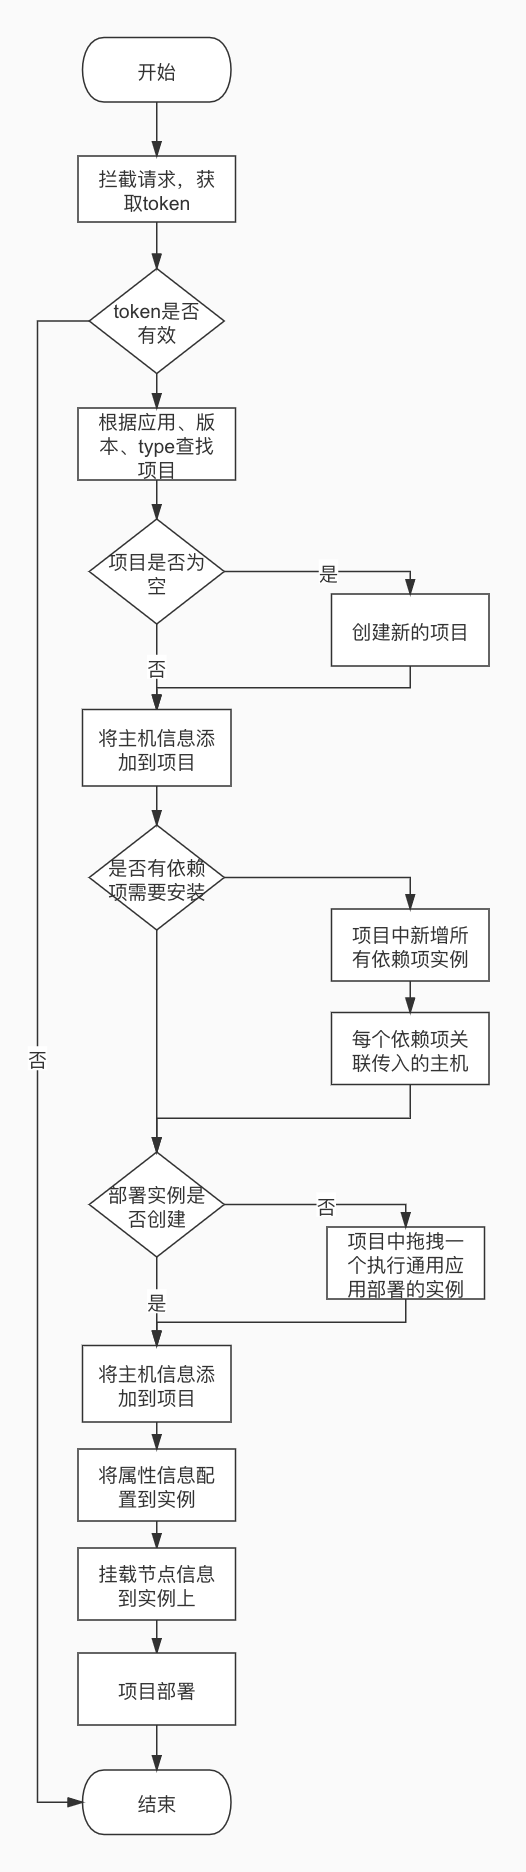 开始
拦截请求，获
取token
token是否
有效
根据应用、版
本、type查找
项目
项目是否为
空
是
创建新的项目
否
将主机信息添
加到项目
是否有依赖
项需要安装
项目中新增所
有依赖项实例
每个依赖项关
联传入的主机
否
部署实例是
否创建
否
项目中拖拽一
个执行通用应
用部署的实例
是
将主机信息添
加到项目
将属性信息配
置到实例
挂载节点信息
到实例上
项目部署
结束